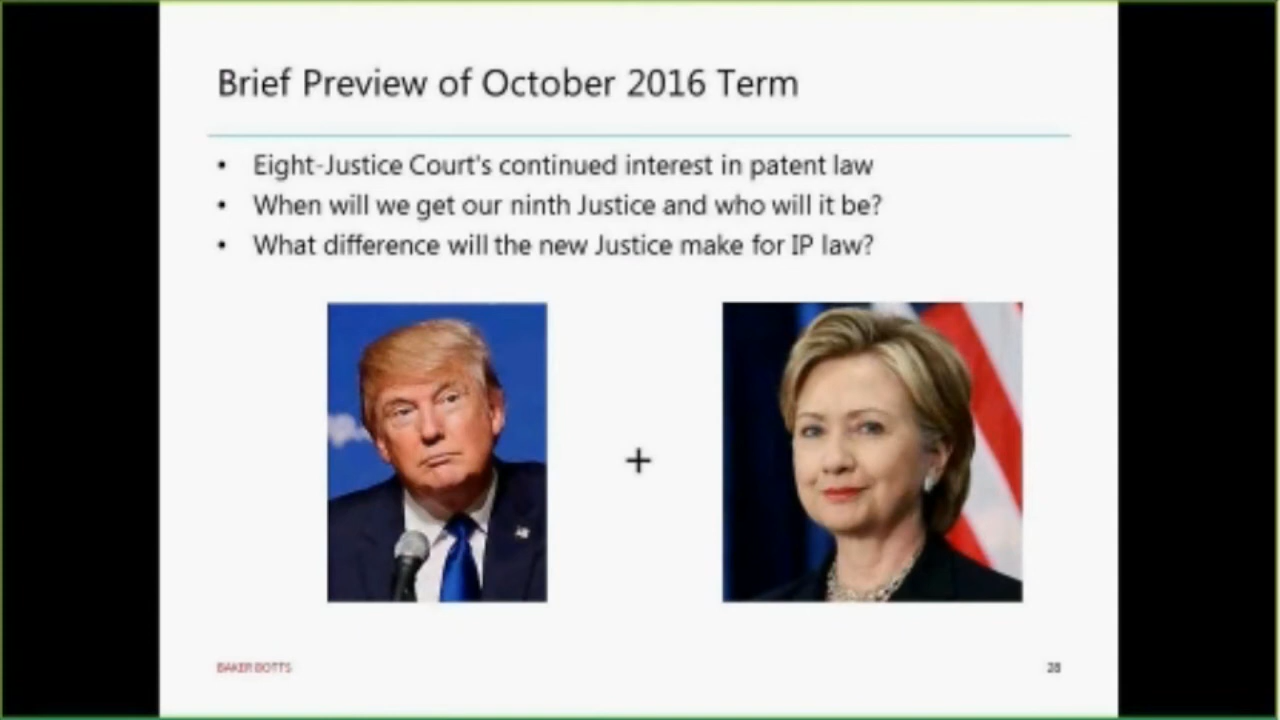 Brief Preview of October 2016 Term
• Eight-Justice Court's continued interest in patent law
• When will we get our ninth Justice and who will it be?
• What difference will the new Justice make for IP law?
+
BAKER BOTTS
28